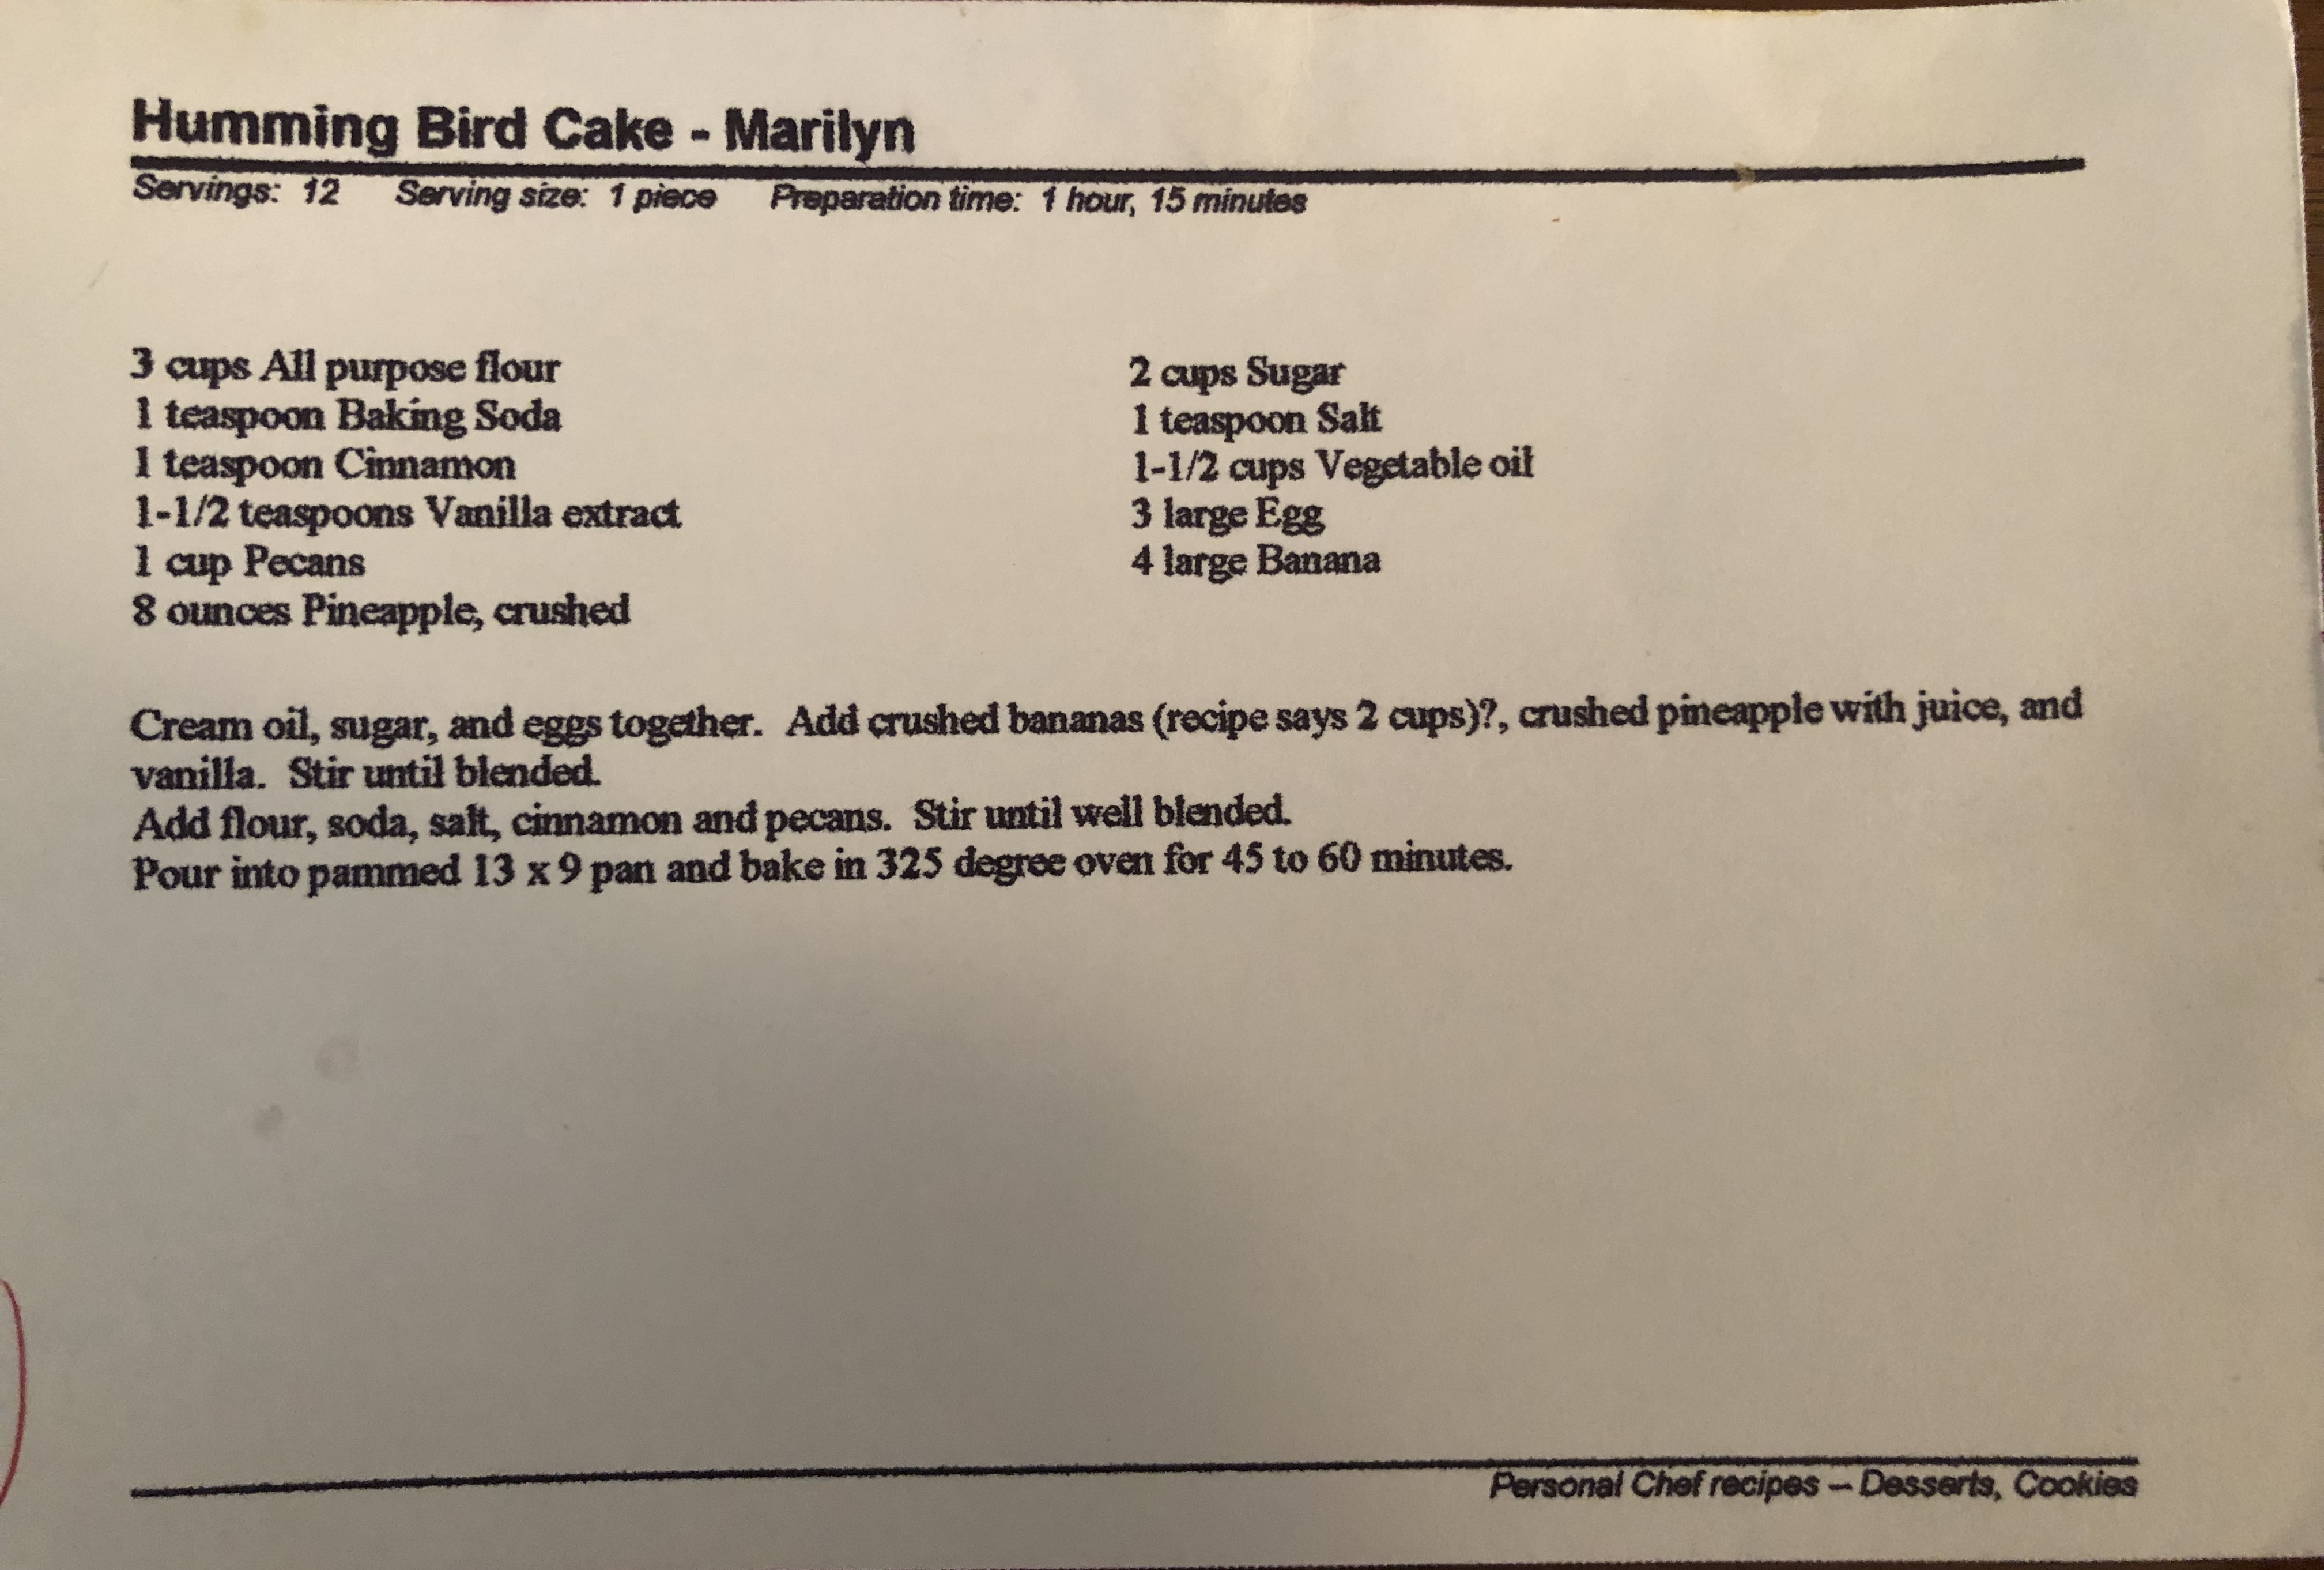 Humming Bird Cake - Marilyn
Servings: 12 Serving size: 1 piece Preparation time: 1 hour, 15 minutes
3 cups All purpose flour
1 teaspoon Baking Soda
1 teaspoon Cinnamon
1-1/2 teaspoons Vanilla extract
1 cup Pecans
8 ounces Pineapple, crushed
2 cups Sugar
1 teaspoon Salt
1-1/2 cups Vegetable oil
3 large Egg
4 large Banana
Cream oil, sugar, and eggs together. Add crushed bananas (recipe says 2 cups)?, crushed pineapple with juice, and
vanilla. Stir until blended.
Add flour, soda, salt, cinnamon and pecans. Stir until well blended.
Pour into pammed 13 x 9 pan and bake in 325 degree oven for 45 to 60 minutes.
Personal Chef recipes – Desserts, Cookies